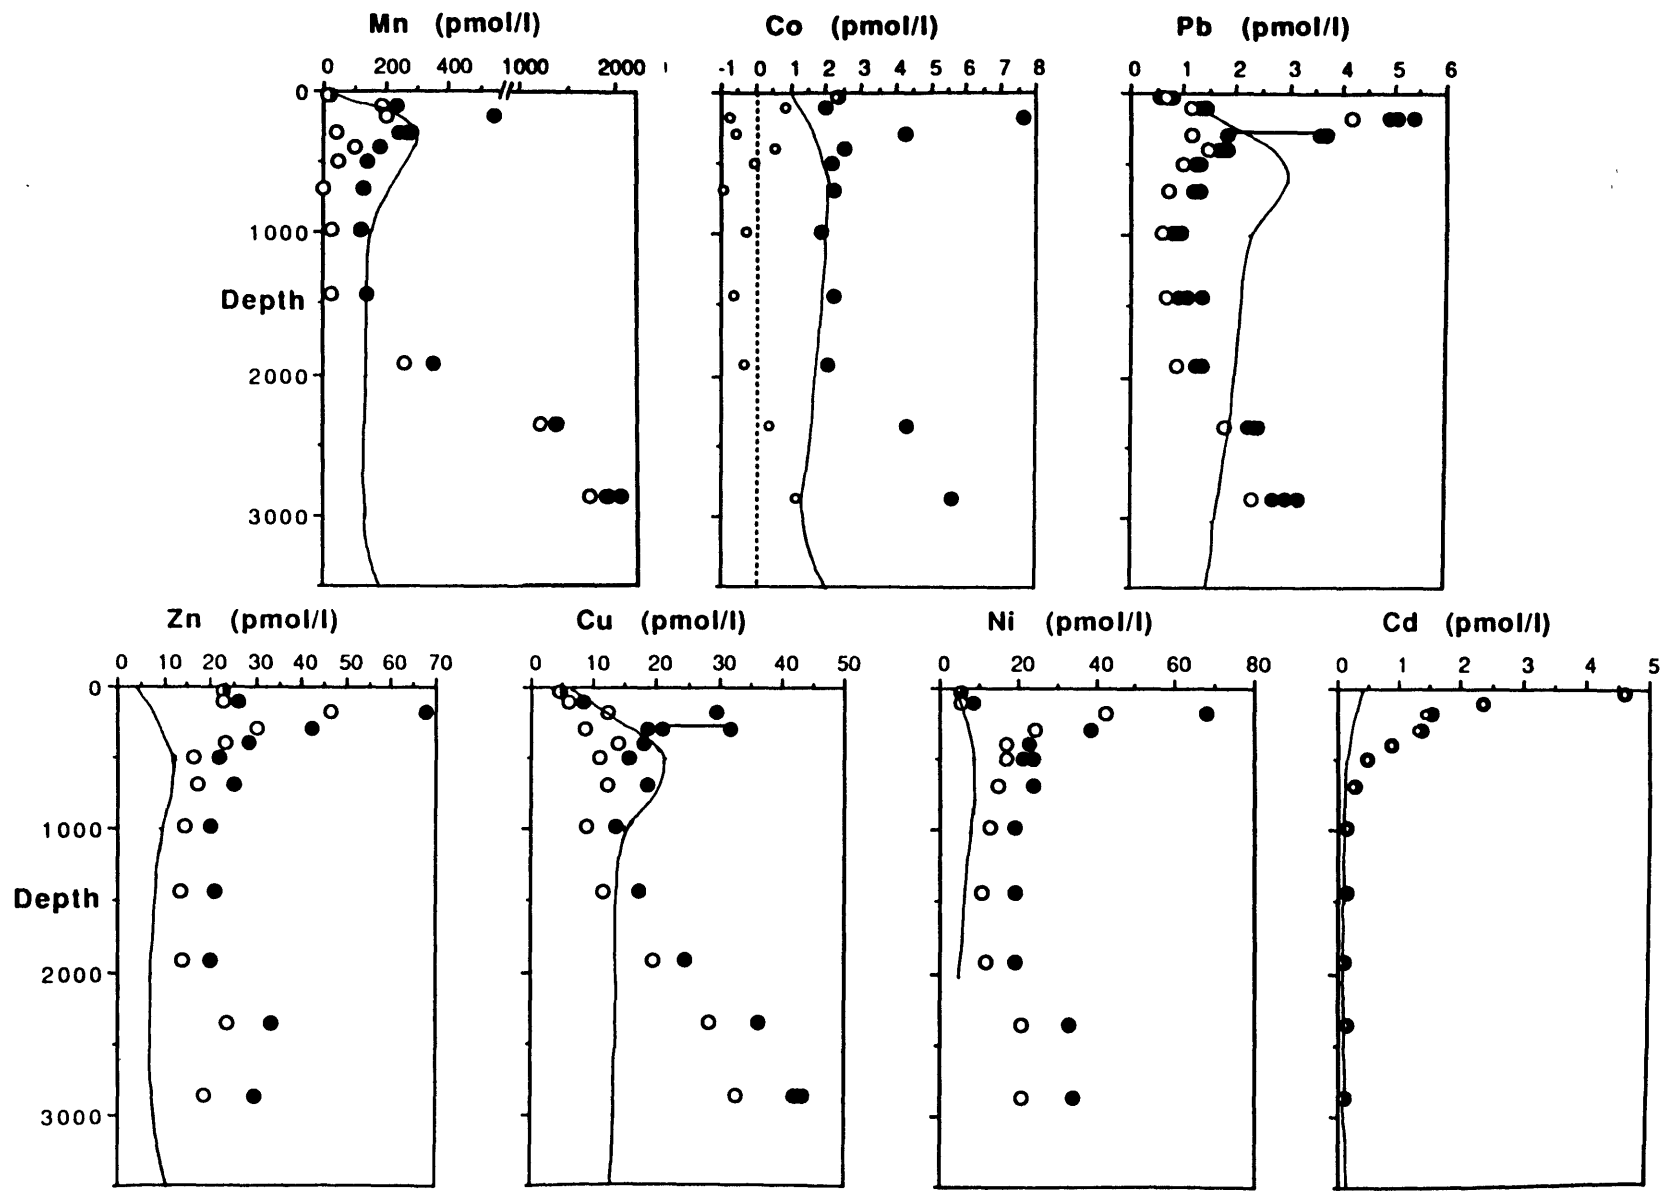 Mn (pmol/l)
Co (pmol/l)
Pb (pmol/l)
0 200 400 1000 2000
-1 0 1 2 3 4 5 6 7 8
0 1 2 3 4 5 6
0
1000
Depth
2000
3000
Zn (pmol/l)
Cu (pmol/l)
Ni (pmol/l)
Cd (pmol/l)
0 10 20 30 40 50 60 70
0 10 20 30 40 50
0 20 40 60 80
0 1 2 3 4 5
0
1000
Depth
2000
3000